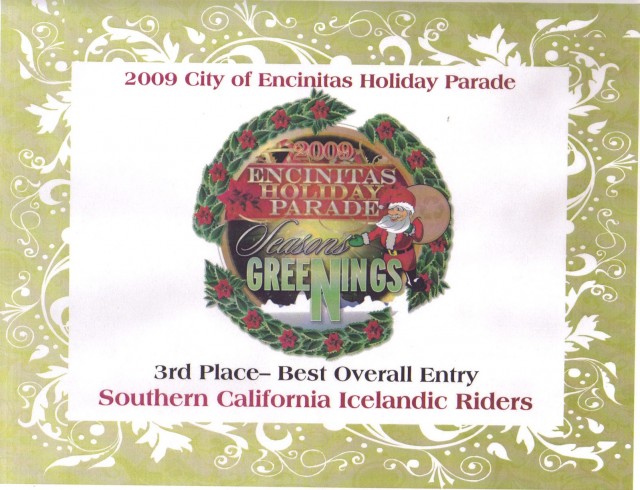 2009 City of Encinitas Holiday Parade
2009
ENCINITAS
HOLIDAY
PARADE
Seasons
GREENINGS
3rd Place– Best Overall Entry
Southern California Icelandic Riders